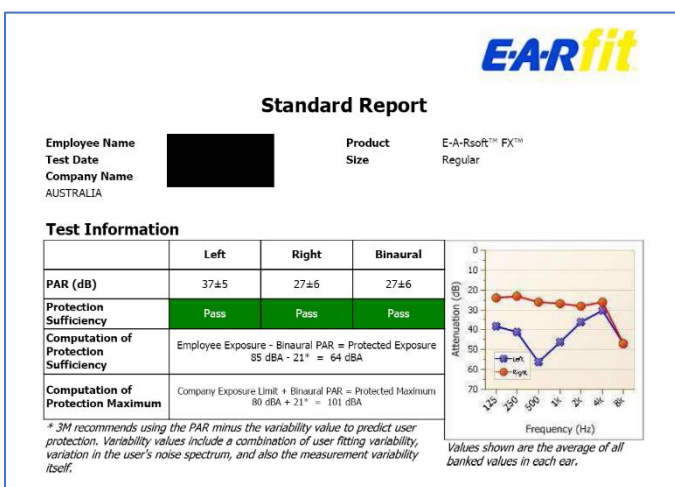 E-A-Rfit
Standard Report
Employee Name
Product E-A-Rsoft™ FX™
Test Date
Size Regular
Company Name
AUSTRALIA
Test Information
Left Right Binaural
PAR (dB) 37±5 27±6 27±6
Protection Sufficiency Pass Pass Pass
Computation of Protection Sufficiency
Employee Exposure - Binaural PAR = Protected Exposure
85 dBA - 21* = 64 dBA
Computation of Protection Maximum
Company Exposure Limit + Binaural PAR = Protected Maximum
80 dBA + 21* = 101 dBA
* 3M recommends using the PAR minus the variability value to predict user
protection. Variability values include a combination of user fitting variability,
variation in the user's noise spectrum, and also the measurement variability
itself.
Attenuation (dB)
0
10
20
30
40
50
60
70
Left
Right
125 250 500 1k 2k 4k 8k
Frequency (Hz)
Values shown are the average of all
banked values in each ear.